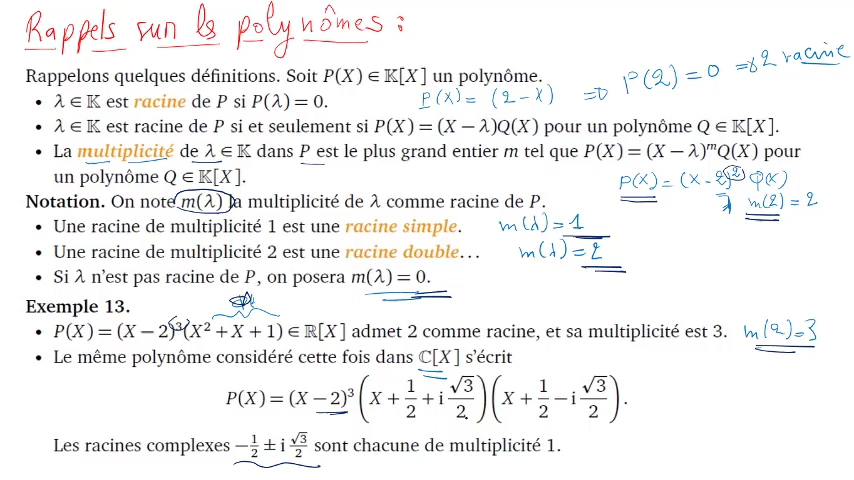 Rappels sur les polynômes :
Rappelons quelques définitions. Soit P(X) ∈ 𝕂[X] un polynôme.
P(2) = 0 ⇒ 2 racine
• λ ∈ 𝕂 est racine de P si P(λ) = 0.
P(X) = (2 - X) ⇒
• λ ∈ 𝕂 est racine de P si et seulement si P(X) = (X − λ)Q(X) pour un polynôme Q ∈ 𝕂[X].
• La multiplicité de λ ∈ 𝕂 dans P est le plus grand entier m tel que P(X) = (X − λ)^m Q(X) pour
un polynôme Q ∈ 𝕂[X].
P(X) = (X - 2)^2 Q(X)
Notation. On note m(λ) la multiplicité de λ comme racine de P.
⇒ m(2) = 2
• Une racine de multiplicité 1 est une racine simple.
m(λ) = 1
• Une racine de multiplicité 2 est une racine double...
m(λ) = 2
• Si λ n'est pas racine de P, on posera m(λ) = 0.
Exemple 13.
• P(X) = (X − 2)^3(X^2 + X + 1) ∈ ℝ[X] admet 2 comme racine, et sa multiplicité est 3.
m(2) = 3
• Le même polynôme considéré cette fois dans ℂ[X] s'écrit
P(X) = (X − 2)^3 (X + 1/2 + i √3/2) (X + 1/2 − i √3/2).
Les racines complexes −1/2 ± i √3/2 sont chacune de multiplicité 1.